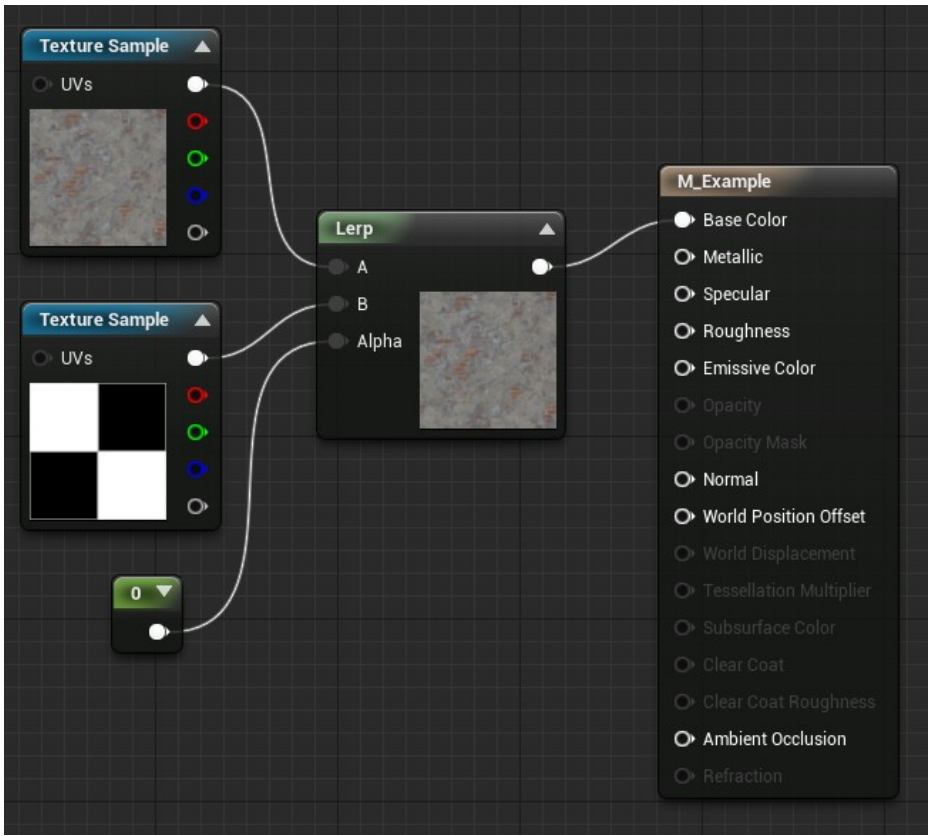 Texture Sample
UVs
Texture Sample
UVs
0
Lerp
A
B
Alpha
M_Example
Base Color
Metallic
Specular
Roughness
Emissive Color
Opacity
Opacity Mask
Normal
World Position Offset
World Displacement
Tessellation Multiplier
Subsurface Color
Clear Coat
Clear Coat Roughness
Ambient Occlusion
Refraction